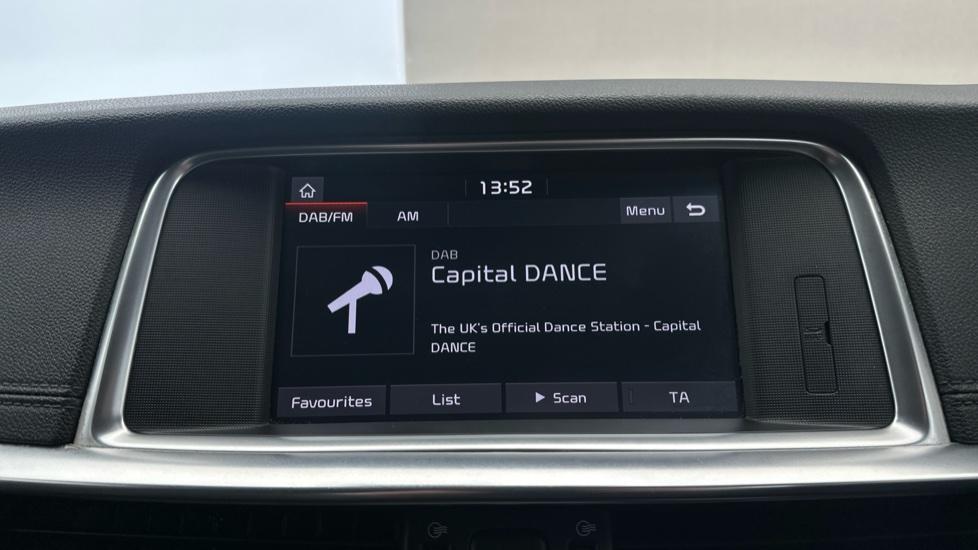 13:52
DAB/FM AM Menu
DAB
Capital DANCE
The UK's Official Dance Station - Capital
DANCE
Favourites List Scan TA